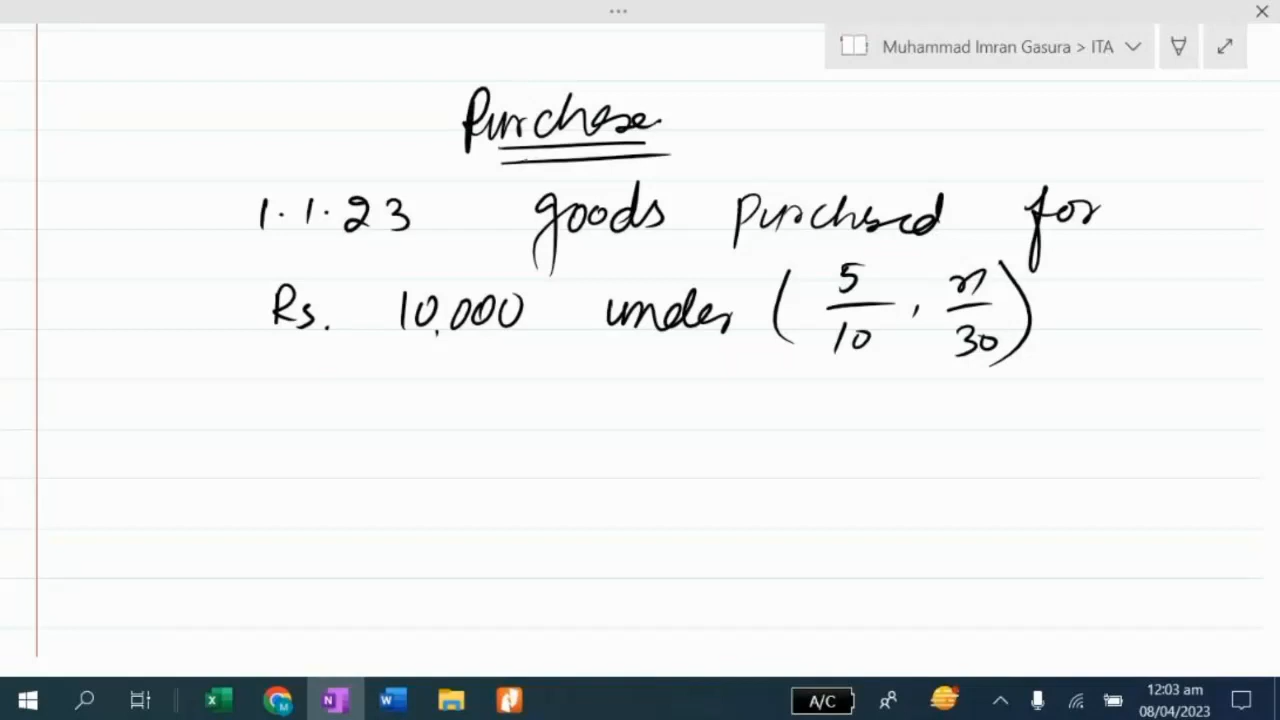 Muhammad Imran Gasura > ITA
Purchase
1.1.23 goods purchased for
Rs. 10,000 under ( 5/10 , n/30 )
A/C
12:03 am
08/04/2023